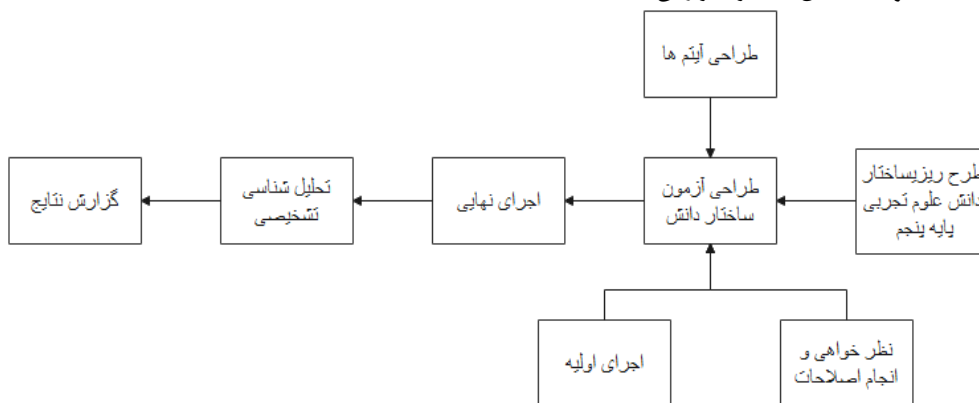 طراحی آیتم ها
طرح ریزیساختار
دانش علوم تجربی
پایه پنجم
طراحی آزمون
ساختار دانش
اجرای نهایی
تحلیل شناسی
تشخیصی
گزارش نتایج
نظر خواهی و
انجام اصلاحات
اجرای اولیه